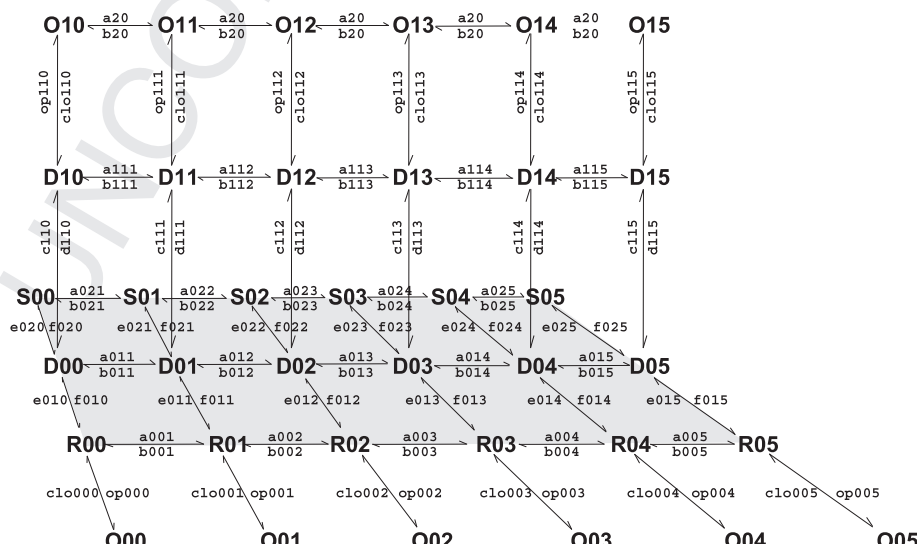 a20 a20 a20 a20 a20
O10 O11 O12 O13 O14 O15
b20 b20 b20 b20 b20
op110 clo110 op111 clo111 op112 clo112 op113 clo113 op114 clo114 op115 clo115
a111 a112 a113 a114 a115
D10 D11 D12 D13 D14 D15
b111 b112 b113 b114 b115
c110 d110 c111 d111 c112 d112 c113 d113 c114 d114 c115 d115
a021 a022 a023 a024 a025
S00 S01 S02 S03 S04 S05
b021 b022 b023 b024 b025
e020 f020 e021 f021 e022 f022 e023 f023 e024 f024 e025 f025
a011 a012 a013 a014 a015
D00 D01 D02 D03 D04 D05
b011 b012 b013 b014 b015
e010 f010 e011 f011 e012 f012 e013 f013 e014 f014 e015 f015
a001 a002 a003 a004 a005
R00 R01 R02 R03 R04 R05
b001 b002 b003 b004 b005
clo000 op000 clo001 op001 clo002 op002 clo003 op003 clo004 op004 clo005 op005
O00 O01 O02 O03 O04 O05